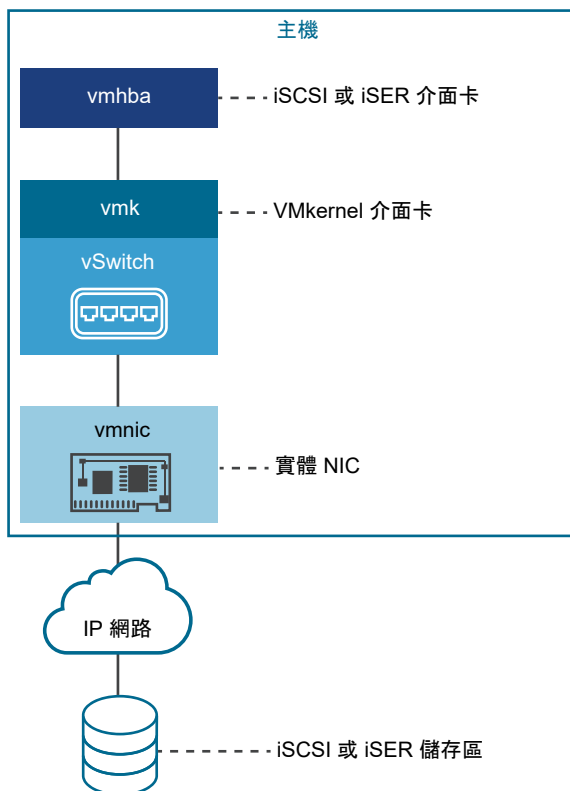 主機
vmhba
iSCSI 或 iSER 介面卡
vmk
VMkernel 介面卡
vSwitch
vmnic
實體 NIC
IP 網路
iSCSI 或 iSER 儲存區